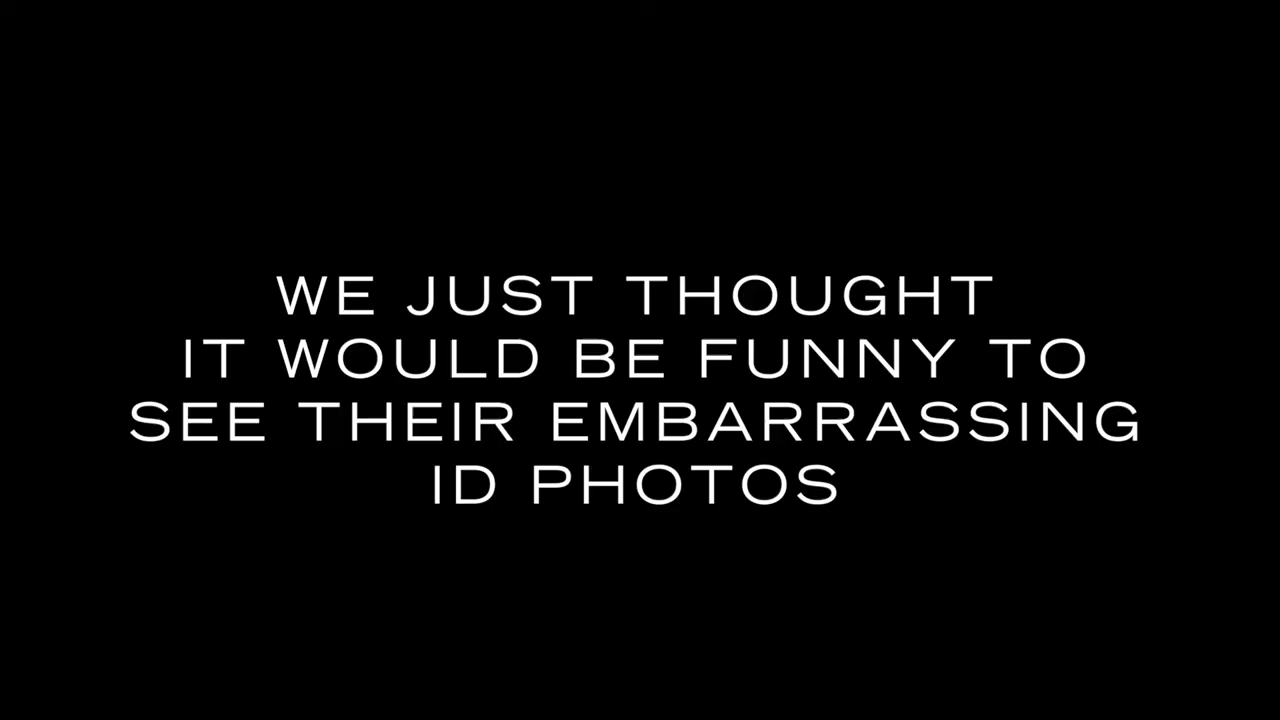 WE JUST THOUGHT
IT WOULD BE FUNNY TO
SEE THEIR EMBARRASSING
ID PHOTOS